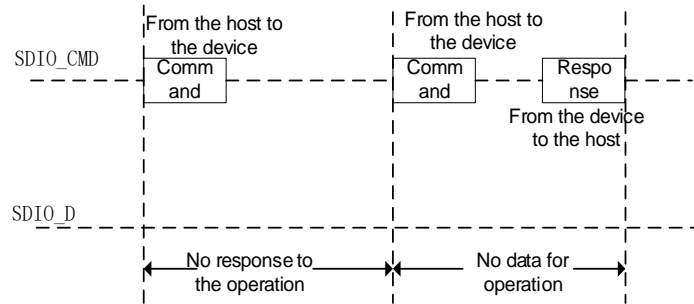 From the host to
the device
From the host to
the device
SDIO_CMD
Comm
and
Comm
and
Respo
nse
From the device
to the host
SDIO_D
No response to
the operation
No data for
operation